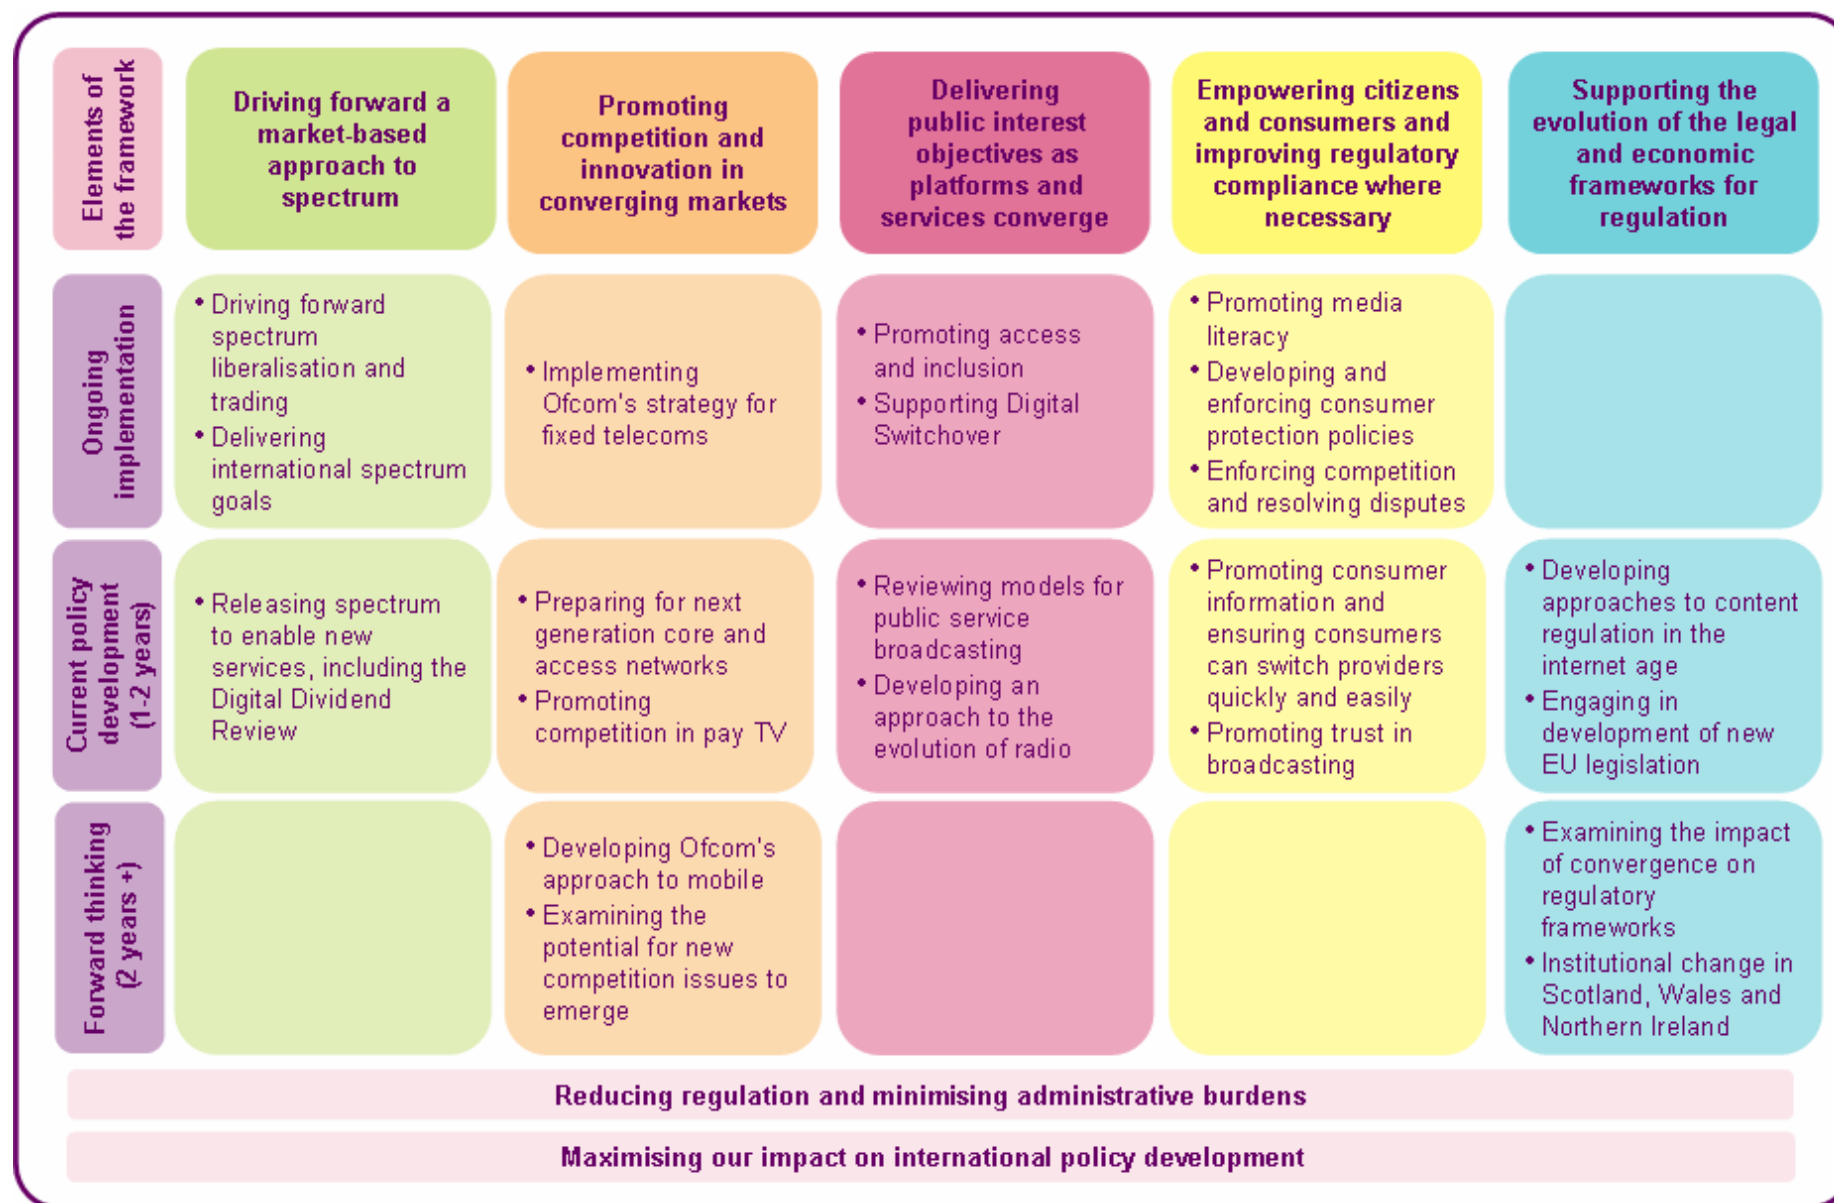 Elements of
the framework
Driving forward a
market-based
approach to
spectrum
Promoting
competition and
innovation in
converging markets
Delivering
public interest
objectives as
platforms and
services converge
Empowering citizens
and consumers and
improving regulatory
compliance where
necessary
Supporting the
evolution of the legal
and economic
frameworks for
regulation
Ongoing
implementation
• Driving forward
spectrum
liberalisation and
trading
• Delivering
international spectrum
goals
• Implementing
Ofcom's strategy for
fixed telecoms
• Promoting access
and inclusion
• Supporting Digital
Switchover
• Promoting media
literacy
• Developing and
enforcing consumer
protection policies
• Enforcing competition
and resolving disputes
Current policy
development
(1-2 years)
• Releasing spectrum
to enable new
services, including the
Digital Dividend
Review
• Preparing for next
generation core and
access networks
• Promoting
competition in pay TV
• Reviewing models for
public service
broadcasting
• Developing an
approach to the
evolution of radio
• Promoting consumer
information and
ensuring consumers
can switch providers
quickly and easily
• Promoting trust in
broadcasting
• Developing
approaches to content
regulation in the
internet age
• Engaging in
development of new
EU legislation
Forward thinking
(2 years +)
• Developing Ofcom's
approach to mobile
• Examining the
potential for new
competition issues to
emerge
• Examining the impact
of convergence on
regulatory
frameworks
• Institutional change in
Scotland, Wales and
Northern Ireland
Reducing regulation and minimising administrative burdens
Maximising our impact on international policy development